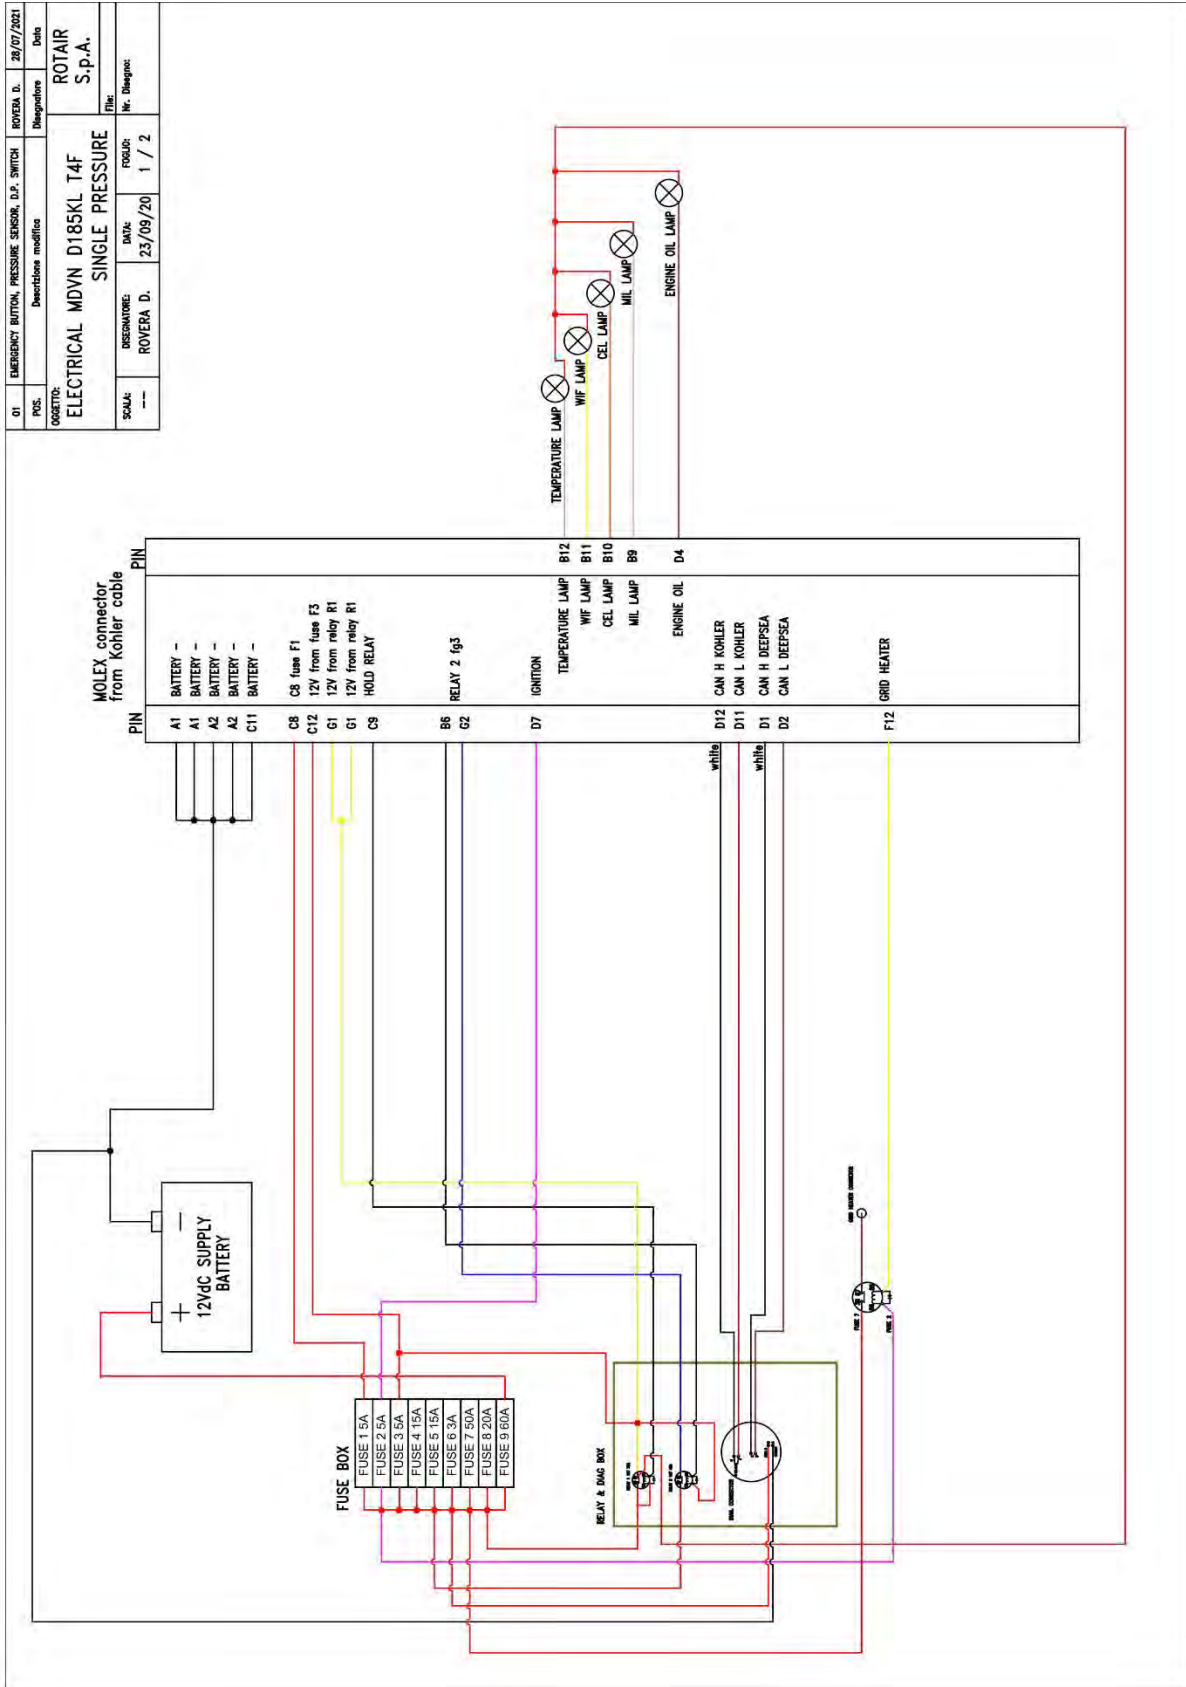 01 EMERGENCY BUTTON, PRESSURE SENSOR, D.P. SWITCH ROVERA D. 28/07/2021
POS. Descrizione modifica Disegnatore Data
OGGETTO:
ELECTRICAL MDVN D185KL T4F
SINGLE PRESSURE
ROTAIR
S.p.A.
File:
SCALA:
--
DISEGNATORE:
ROVERA D.
DATA:
23/09/20
FOGLIO:
1 / 2
Nr. Disegno:
MOLEX connector
from Kohler cable
PIN
PIN
A1 BATTERY -
A1 BATTERY -
A2 BATTERY -
A2 BATTERY -
C11 BATTERY -
C8 C8 fuse F1
C12 12V from fuse F3
G1 12V from relay R1
G1 12V from relay R1
C9 HOLD RELAY
B6 RELAY 2 fg3
G2
D7 IGNITION
TEMPERATURE LAMP B12 TEMPERATURE LAMP
WIF LAMP B11 WIF LAMP
CEL LAMP B10 CEL LAMP
MIL LAMP B9 MIL LAMP
ENGINE OIL D4 ENGINE OIL LAMP
white D12 CAN H KOHLER
D11 CAN L KOHLER
white D1 CAN H DEEPSEA
D2 CAN L DEEPSEA
F12 GRID HEATER
12VdC SUPPLY
BATTERY
+
-
FUSE BOX
FUSE 1 5A
FUSE 2 5A
FUSE 3 5A
FUSE 4 15A
FUSE 5 15A
FUSE 6 3A
FUSE 7 50A
FUSE 8 20A
FUSE 9 60A
RELAY & DIAG BOX
GRID HEATER CONNECTION
FUSE 7
FUSE 2